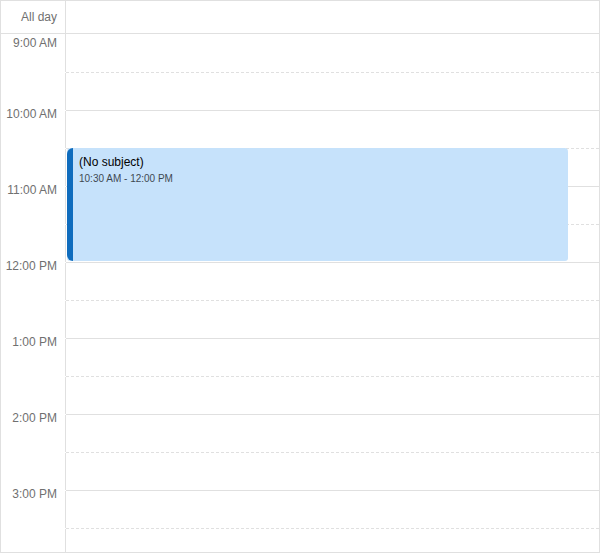 All day
9:00 AM
10:00 AM
(No subject)
10:30 AM - 12:00 PM
11:00 AM
12:00 PM
1:00 PM
2:00 PM
3:00 PM